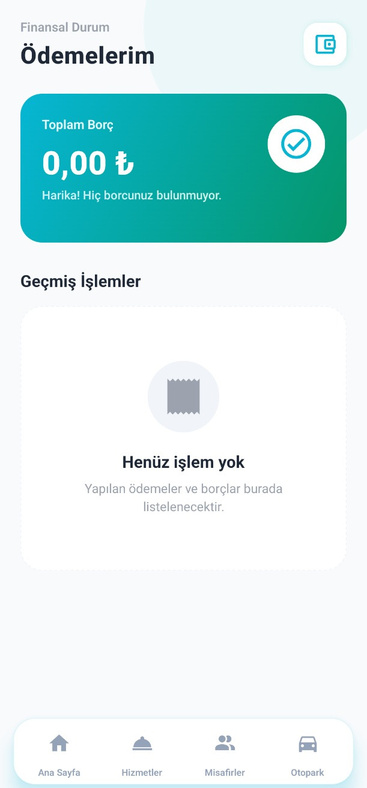 Finansal Durum
Ödemelerim
Toplam Borç
0,00 ₺
Harika! Hiç borcunuz bulunmuyor.
Geçmiş İşlemler
Henüz işlem yok
Yapılan ödemeler ve borçlar burada
listelenecektir.
Ana Sayfa
Hizmetler
Misafirler
Otopark